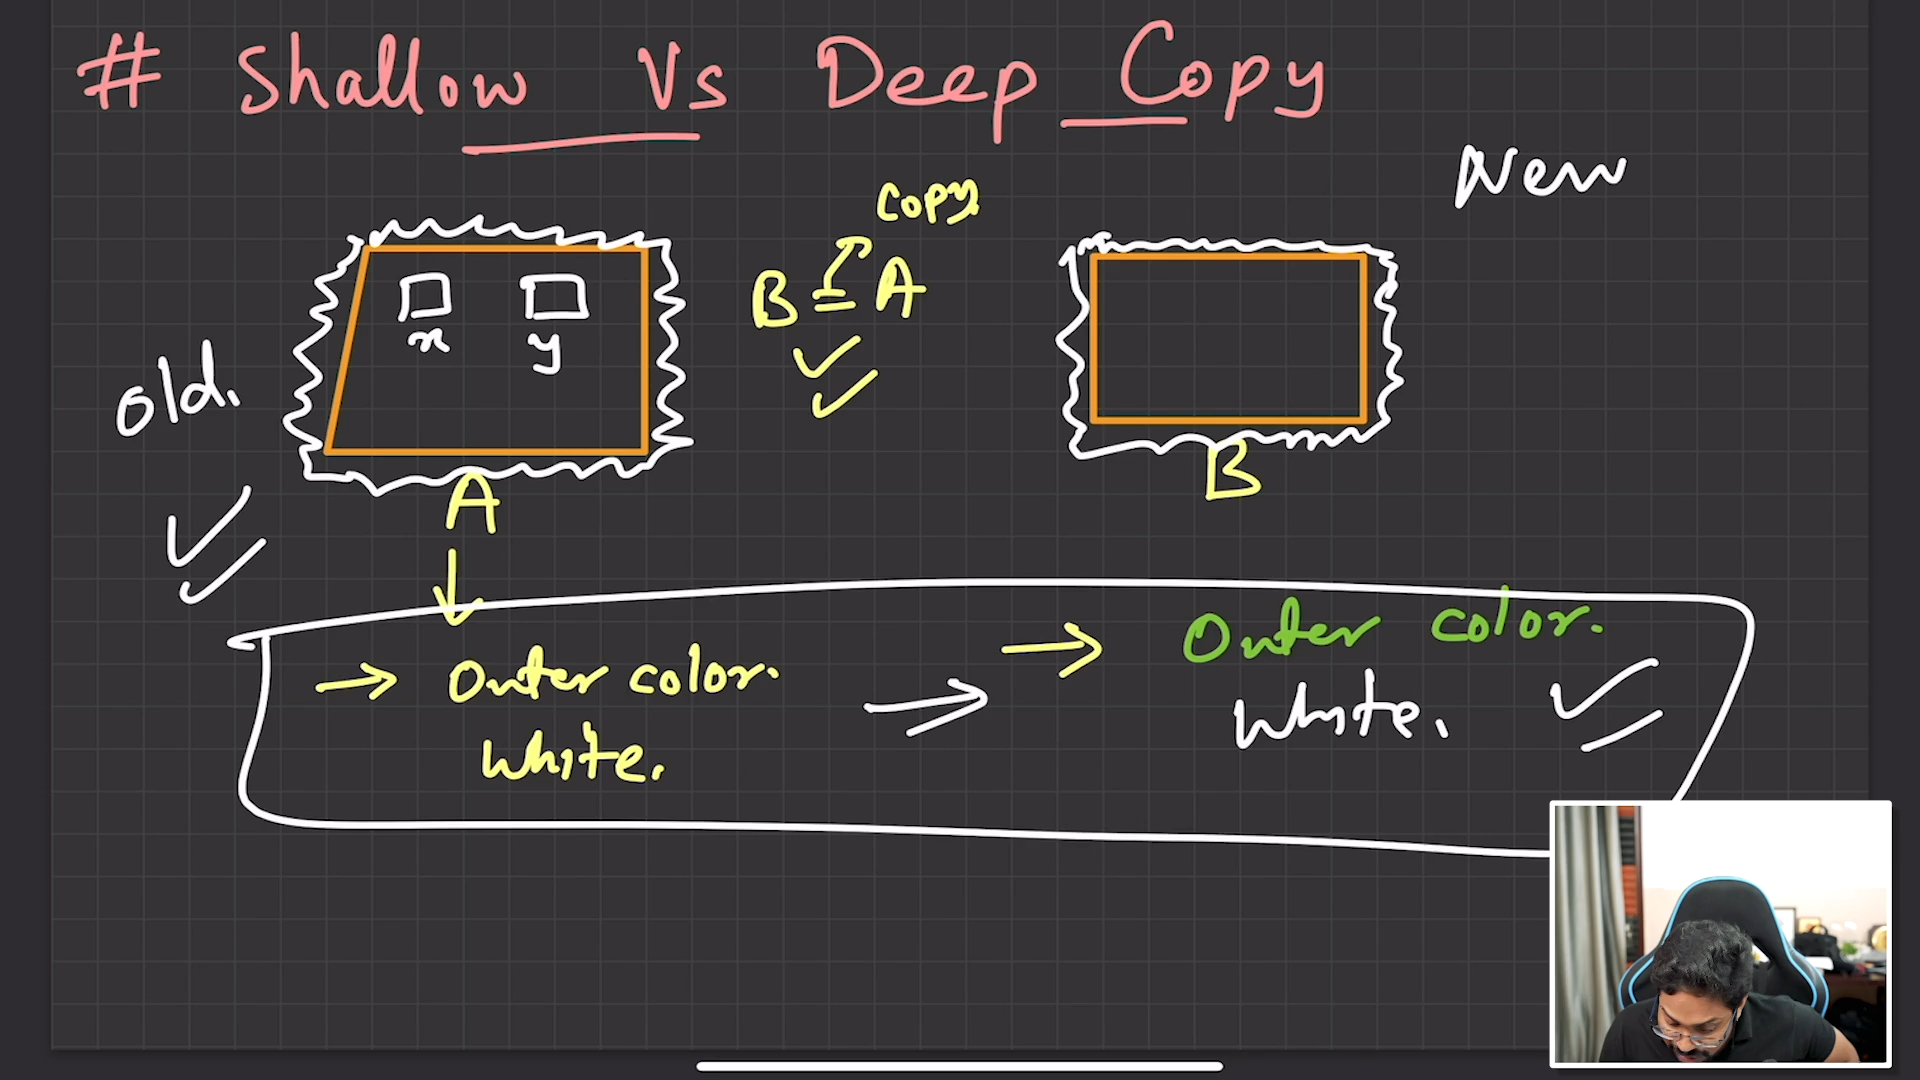 # Shallow Vs Deep Copy
New
Copy
B = A
x y
old.
A
B
→ Outer color.
White.
→ Outer color.
White.